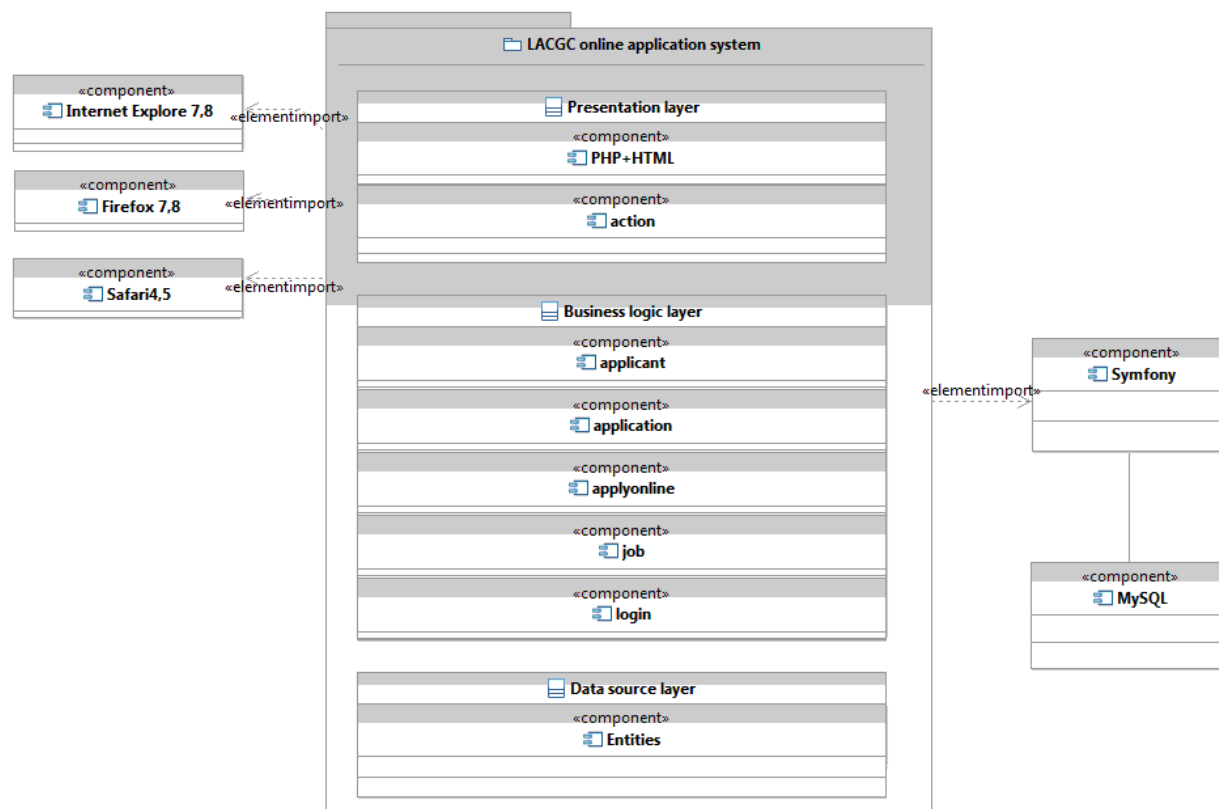 LACGC online application system
«component»
Internet Explore 7,8
«elementimport»
«component»
Firefox 7,8
«elementimport»
«component»
Safari4,5
«elementimport»
Presentation layer
«component»
PHP+HTML
«component»
action
Business logic layer
«component»
applicant
«component»
application
«component»
applyonline
«component»
job
«component»
login
Data source layer
«component»
Entities
«elementimport»
«component»
Symfony
«component»
MySQL